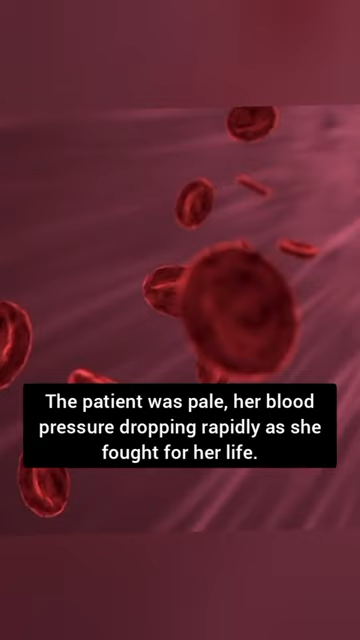 The patient was pale, her blood
pressure dropping rapidly as she
fought for her life.